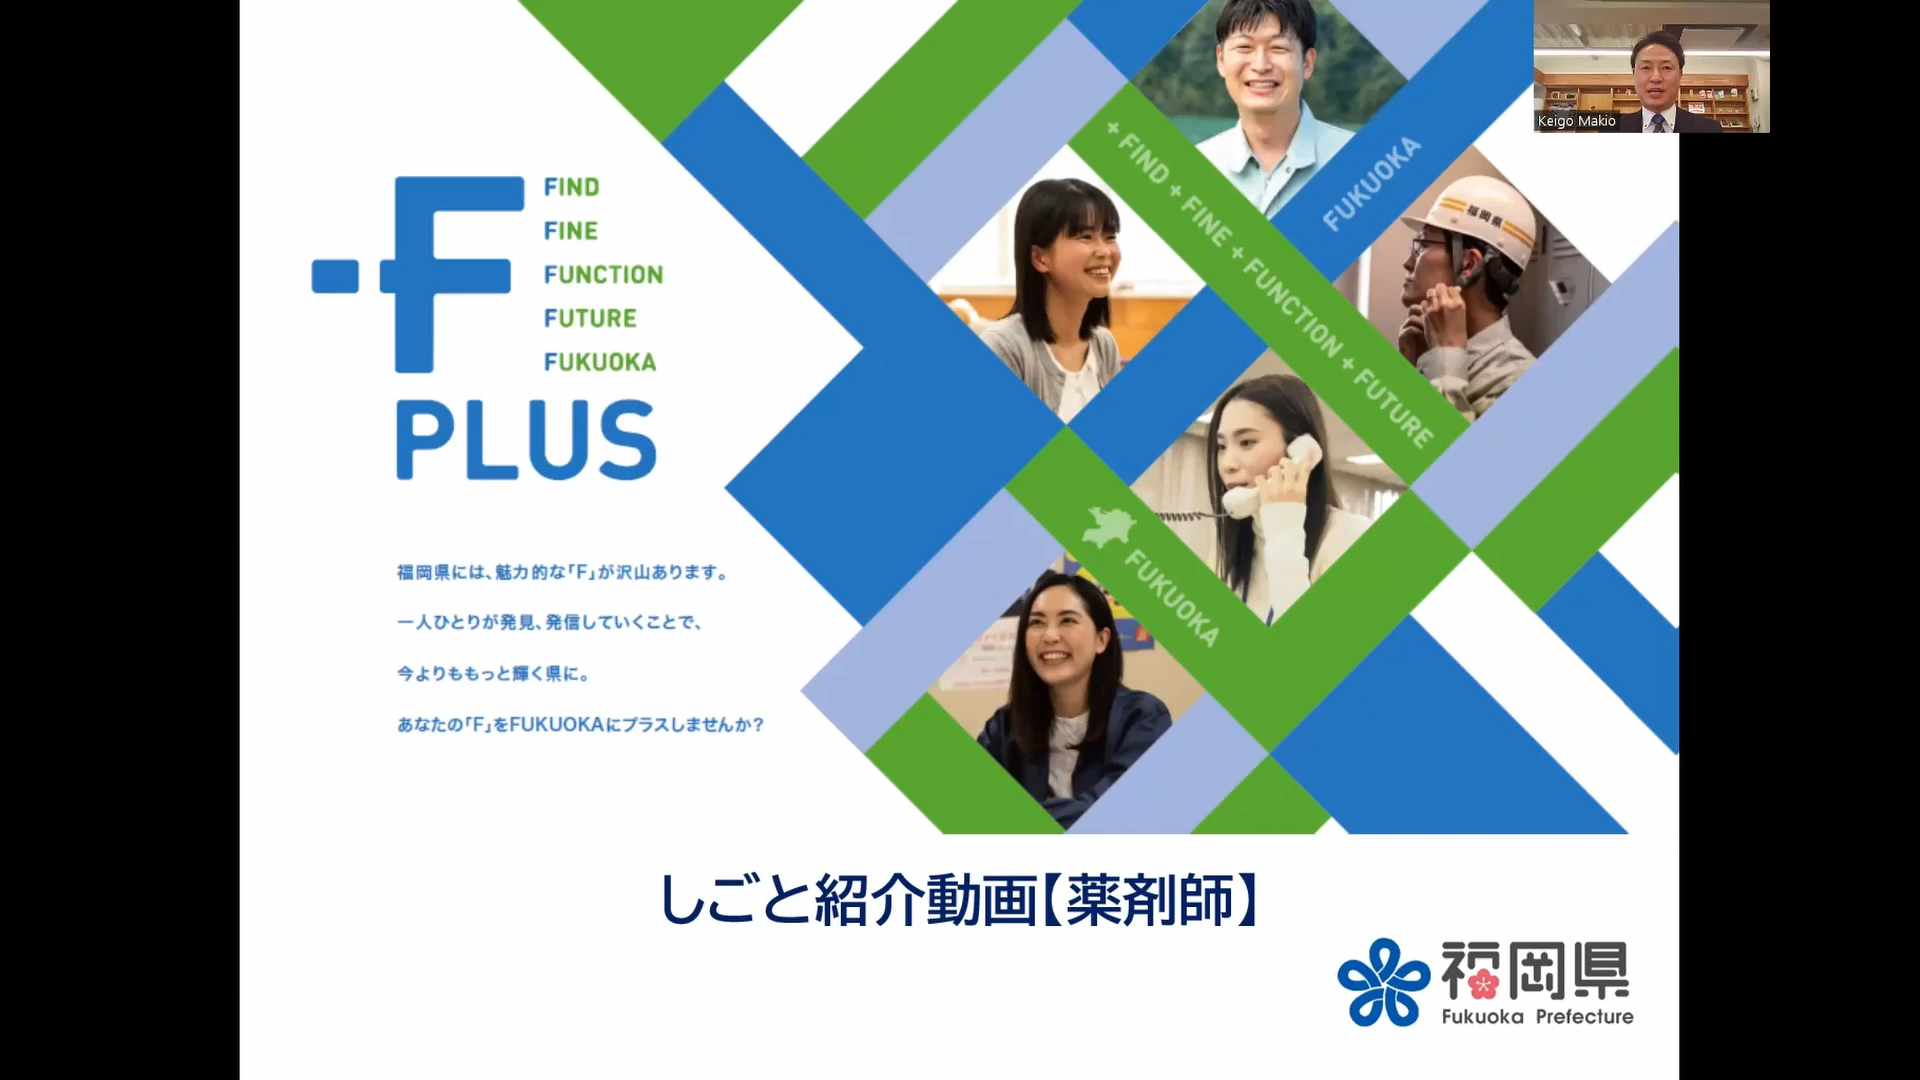 FIND
FINE
FUNCTION
FUTURE
FUKUOKA
F
PLUS
福岡県には、魅力的な「F」が沢山あります。
一人ひとりが発見、発信していくことで、
今よりももっと輝く県に。
あなたの「F」をFUKUOKAにプラスしませんか？
+ FIND + FINE + FUNCTION + FUTURE
FUKUOKA
福岡県
FUKUOKA
Keigo Makio
しごと紹介動画【薬剤師】
福岡県
Fukuoka Prefecture